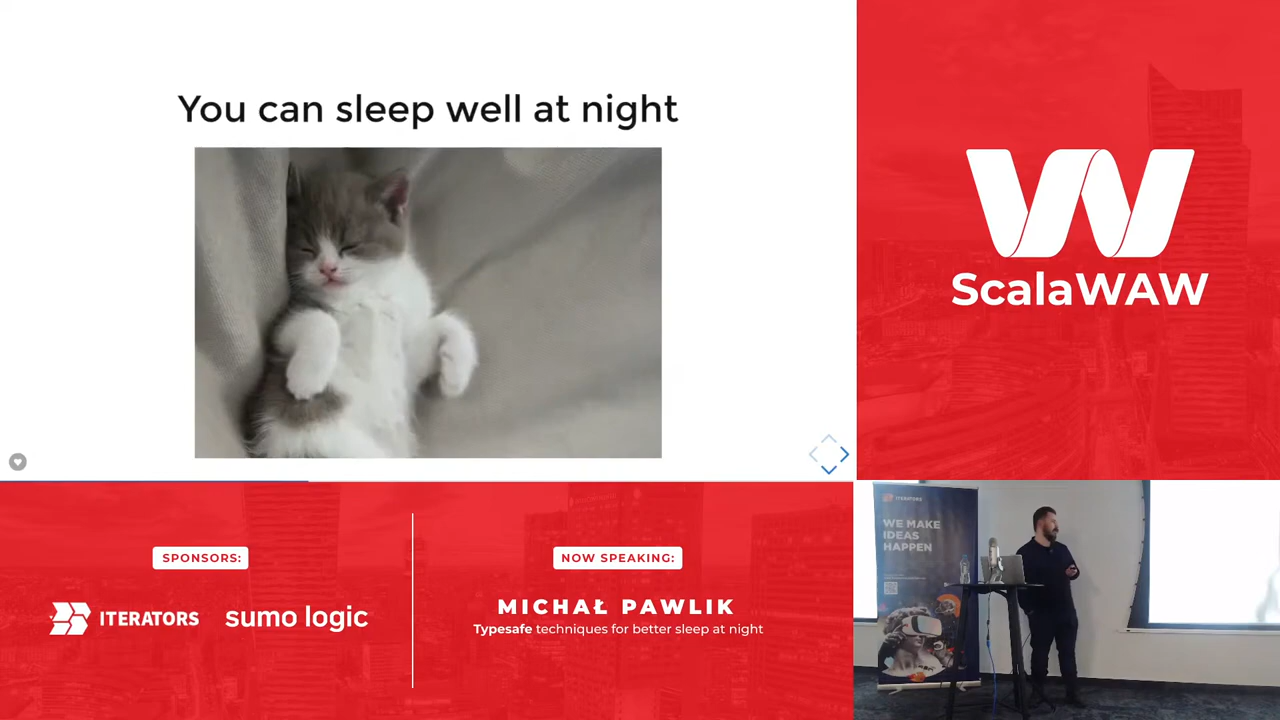 You can sleep well at night
ScalaWAW
SPONSORS:
ITERATORS
sumo logic
NOW SPEAKING:
MICHAŁ PAWLIK
Typesafe techniques for better sleep at night
ITERATORS
WE MAKE
IDEAS
HAPPEN